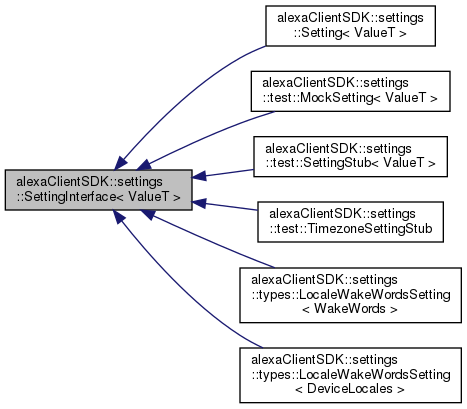 alexaClientSDK::settings
::Setting< ValueT >
alexaClientSDK::settings
::test::MockSetting< ValueT >
alexaClientSDK::settings
::test::SettingStub< ValueT >
alexaClientSDK::settings
::SettingInterface< ValueT >
alexaClientSDK::settings
::test::TimezoneSettingStub
alexaClientSDK::settings
::types::LocaleWakeWordsSetting
< WakeWords >
alexaClientSDK::settings
::types::LocaleWakeWordsSetting
< DeviceLocales >